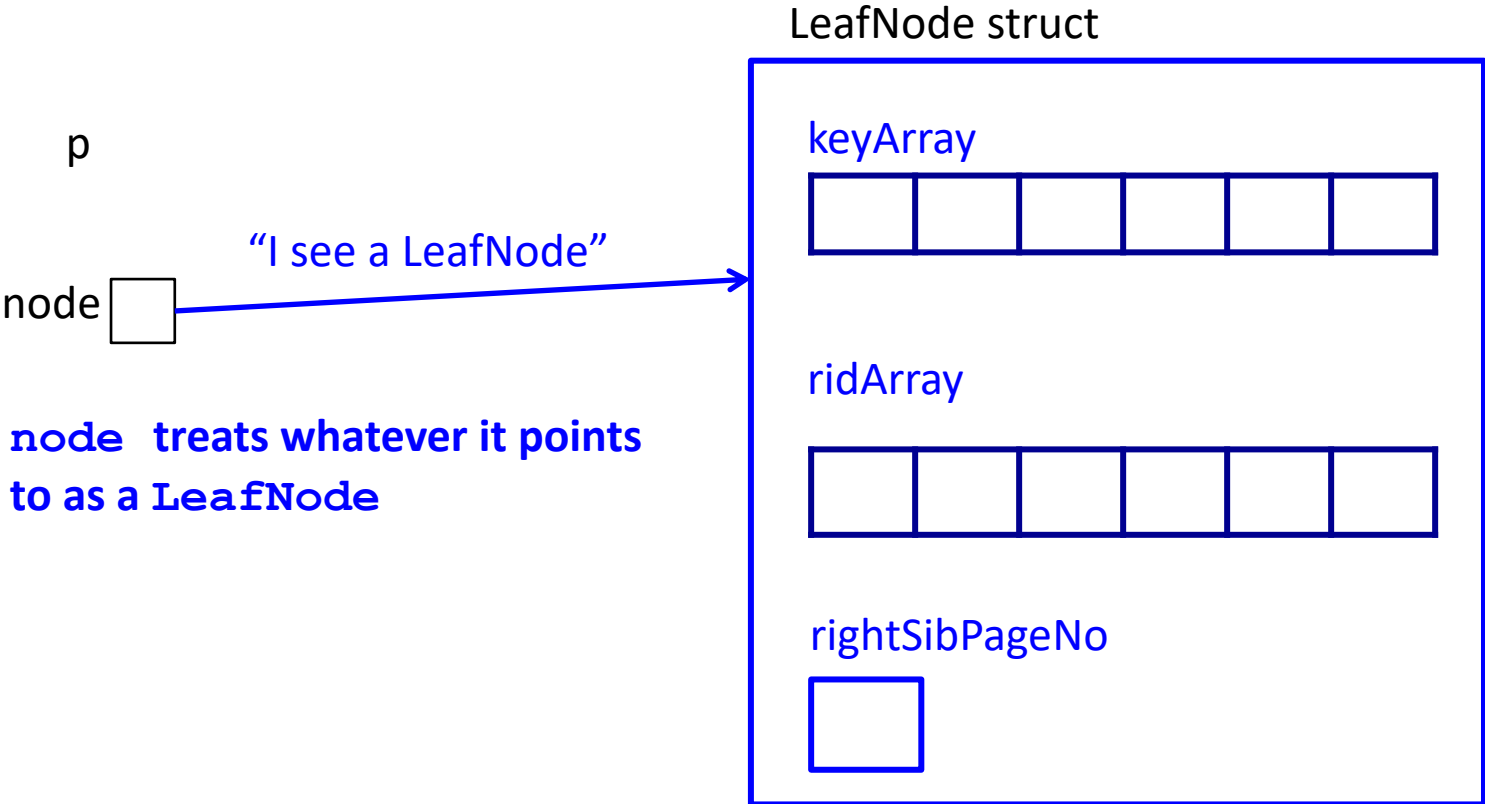 LeafNode struct
p
keyArray
“I see a LeafNode”
node
ridArray
node treats whatever it points
to as a LeafNode
rightSibPageNo